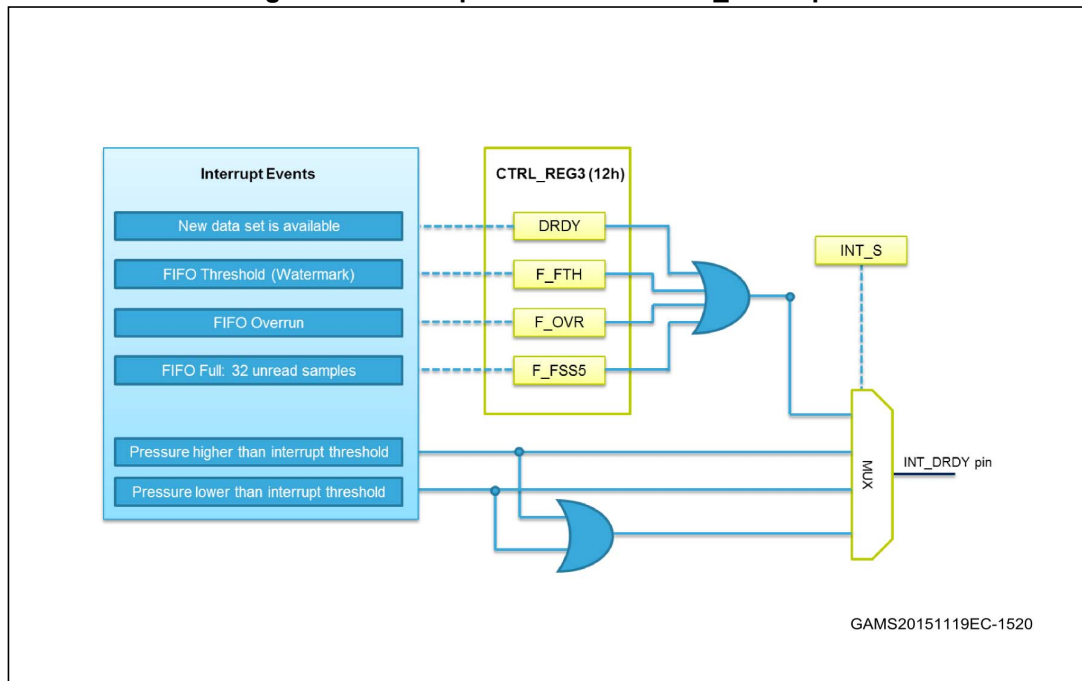 Interrupt Events
New data set is available
FIFO Threshold (Watermark)
FIFO Overrun
FIFO Full: 32 unread samples
Pressure higher than interrupt threshold
Pressure lower than interrupt threshold
CTRL_REG3 (12h)
DRDY
F_FTH
F_OVR
F_FSS5
INT_S
MUX
INT_DRDY pin
GAMS20151119EC-1520